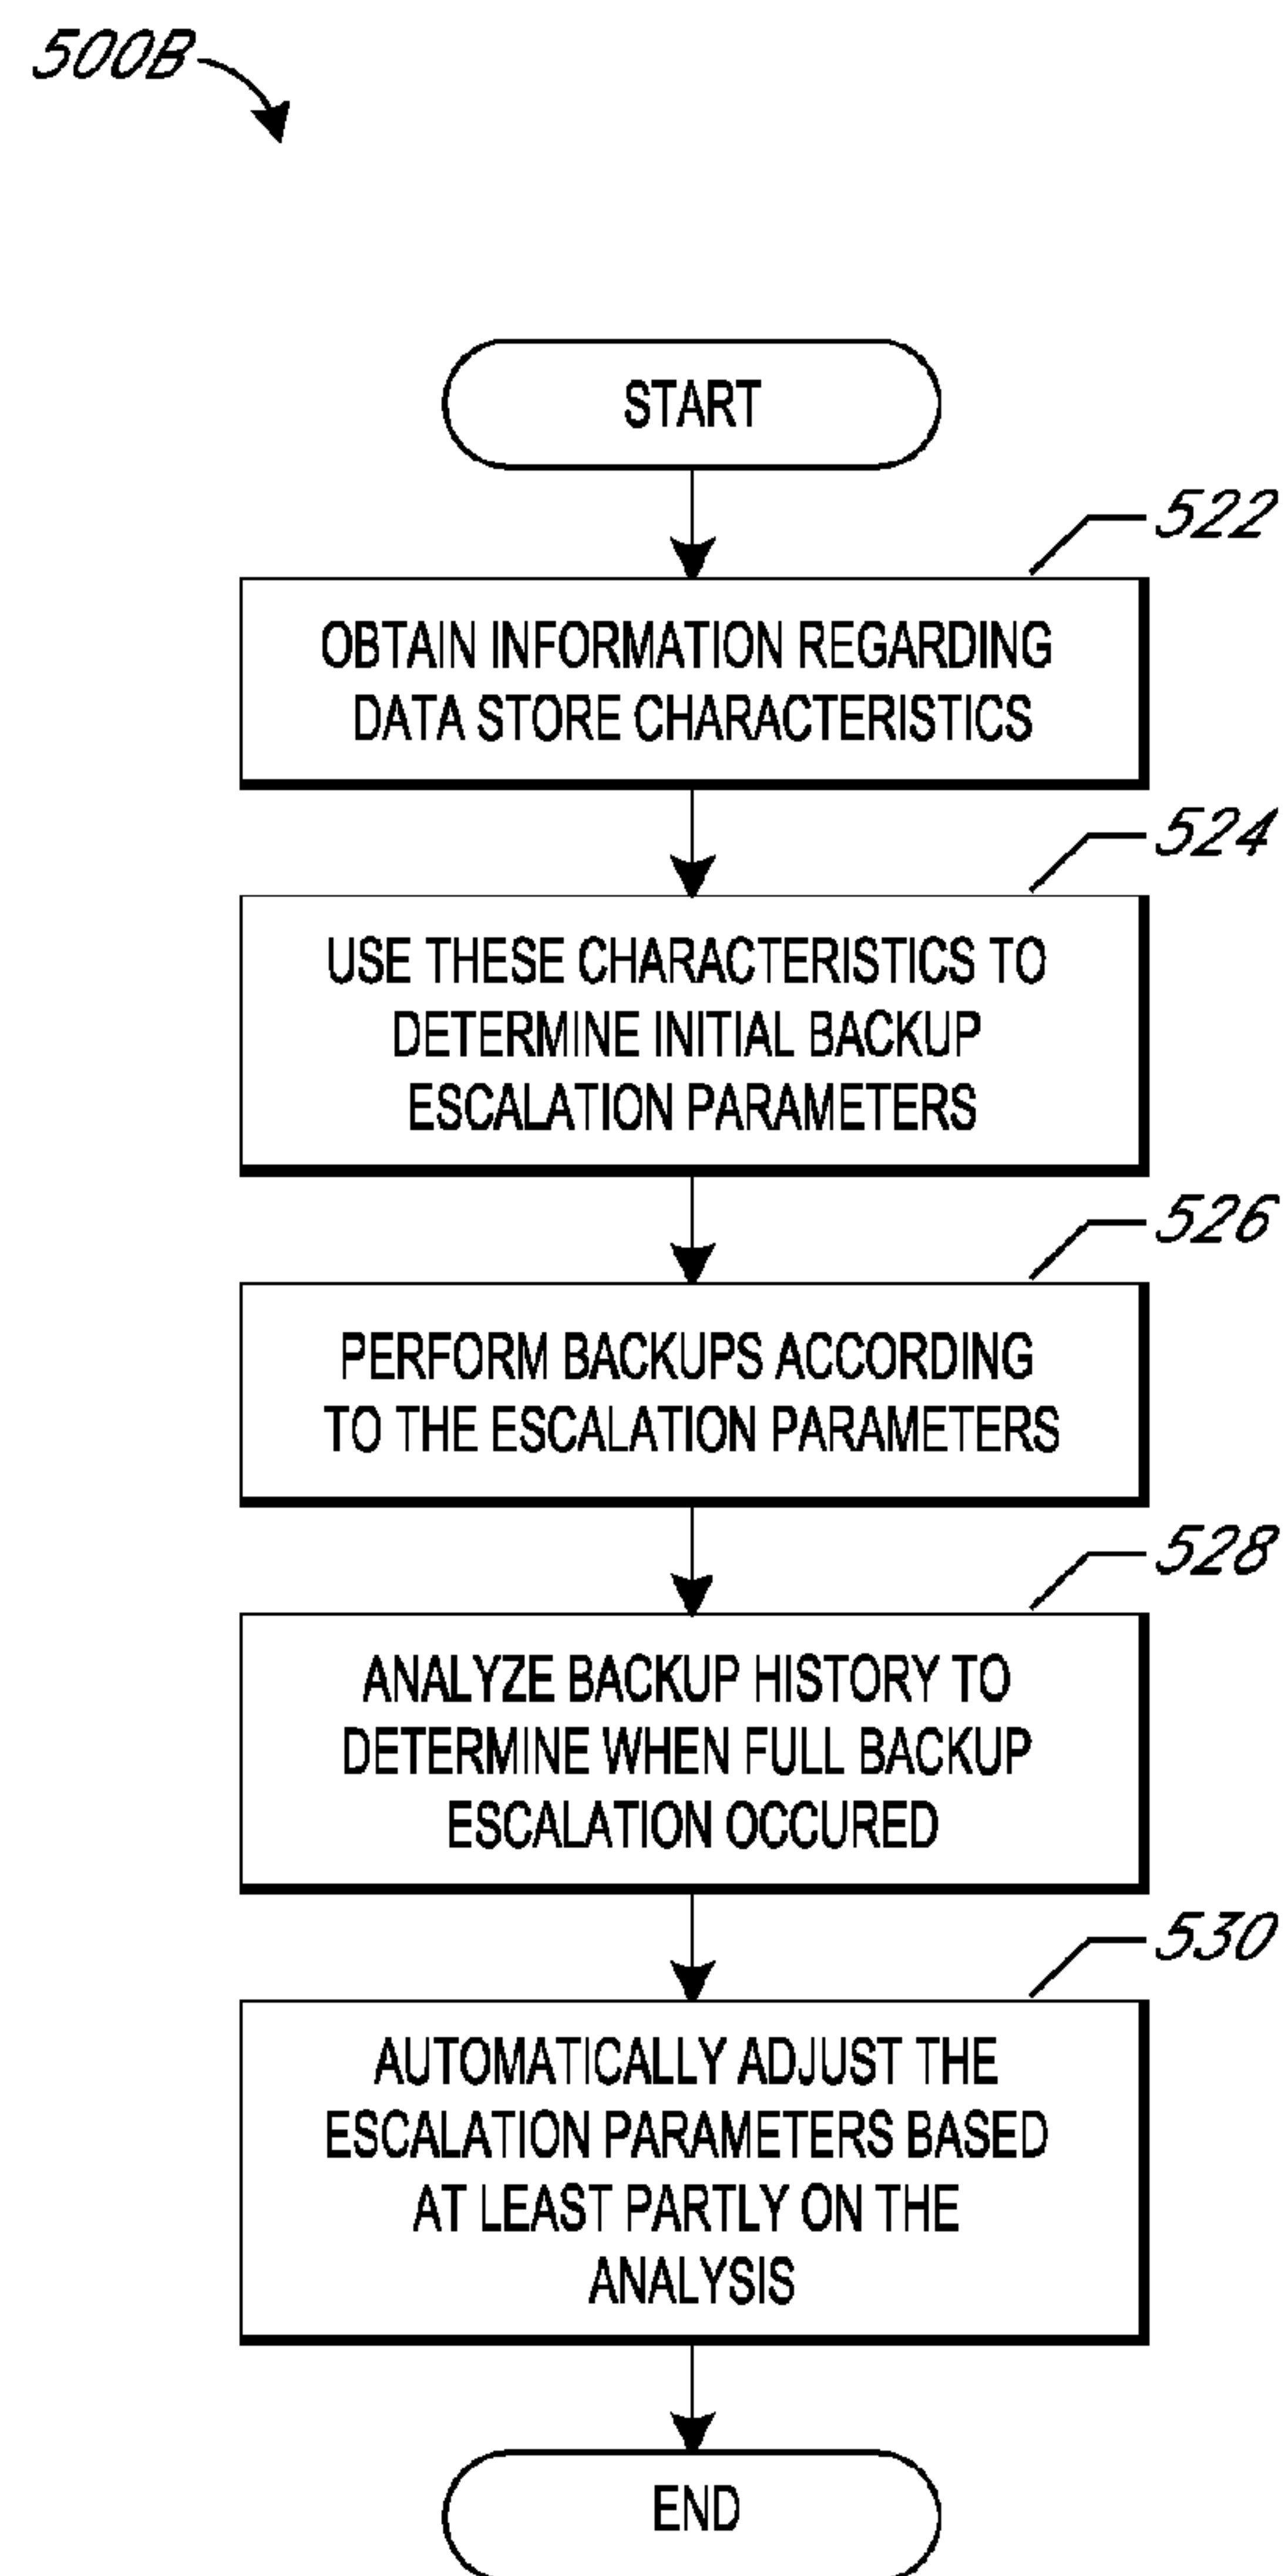 500B
START
522
OBTAIN INFORMATION REGARDING
DATA STORE CHARACTERISTICS
524
USE THESE CHARACTERISTICS TO
DETERMINE INITIAL BACKUP
ESCALATION PARAMETERS
526
PERFORM BACKUPS ACCORDING
TO THE ESCALATION PARAMETERS
528
ANALYZE BACKUP HISTORY TO
DETERMINE WHEN FULL BACKUP
ESCALATION OCCURED
530
AUTOMATICALLY ADJUST THE
ESCALATION PARAMETERS BASED
AT LEAST PARTLY ON THE
ANALYSIS
END